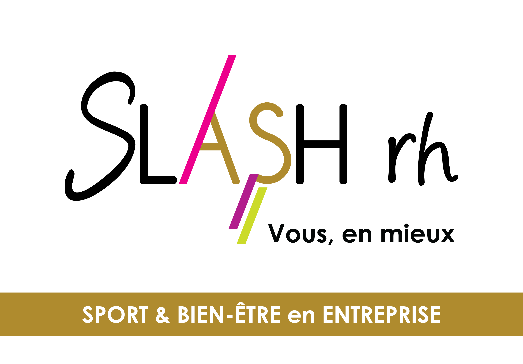 SLASH rh
Vous, en mieux
SPORT & BIEN-ÊTRE en ENTREPRISE